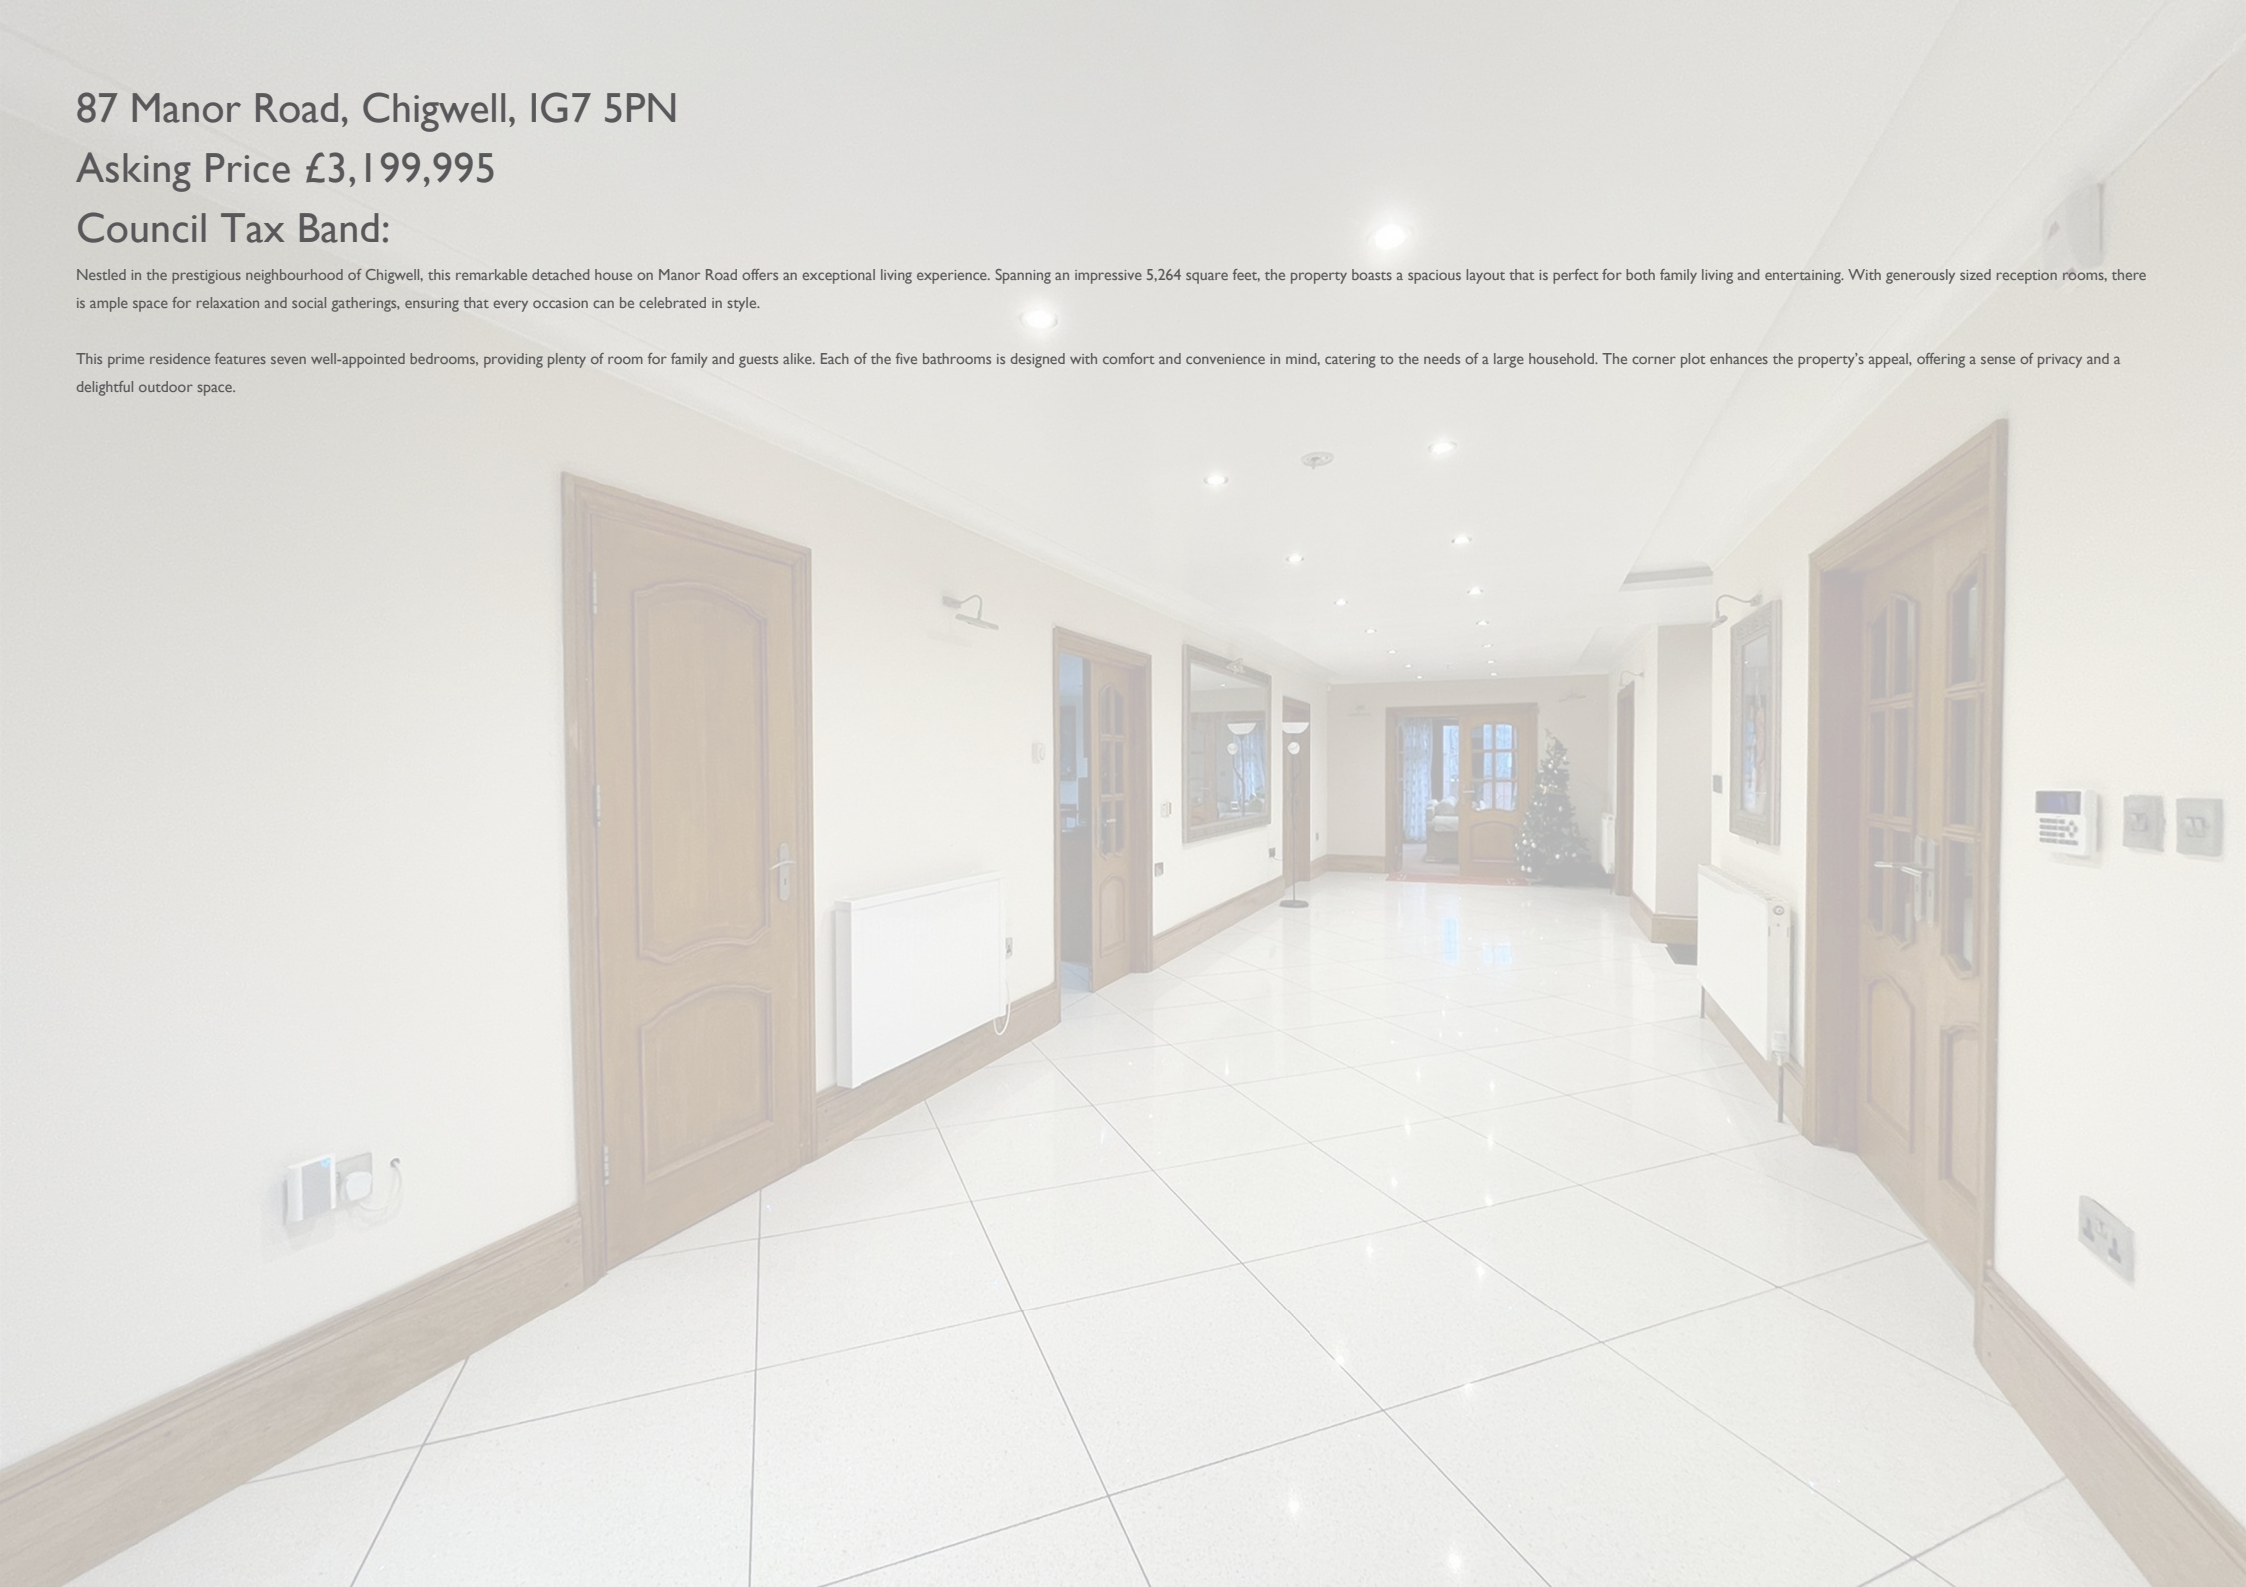 87 Manor Road, Chigwell, IG7 5PN
Asking Price £3,199,995
Council Tax Band:
Nestled in the prestigious neighbourhood of Chigwell, this remarkable detached house on Manor Road offers an exceptional living experience. Spanning an impressive 5,264 square feet, the property boasts a spacious layout that is perfect for both family living and entertaining. With generously sized reception rooms, there
is ample space for relaxation and social gatherings, ensuring that every occasion can be celebrated in style.
This prime residence features seven well-appointed bedrooms, providing plenty of room for family and guests alike. Each of the five bathrooms is designed with comfort and convenience in mind, catering to the needs of a large household. The corner plot enhances the property's appeal, offering a sense of privacy and a
delightful outdoor space.